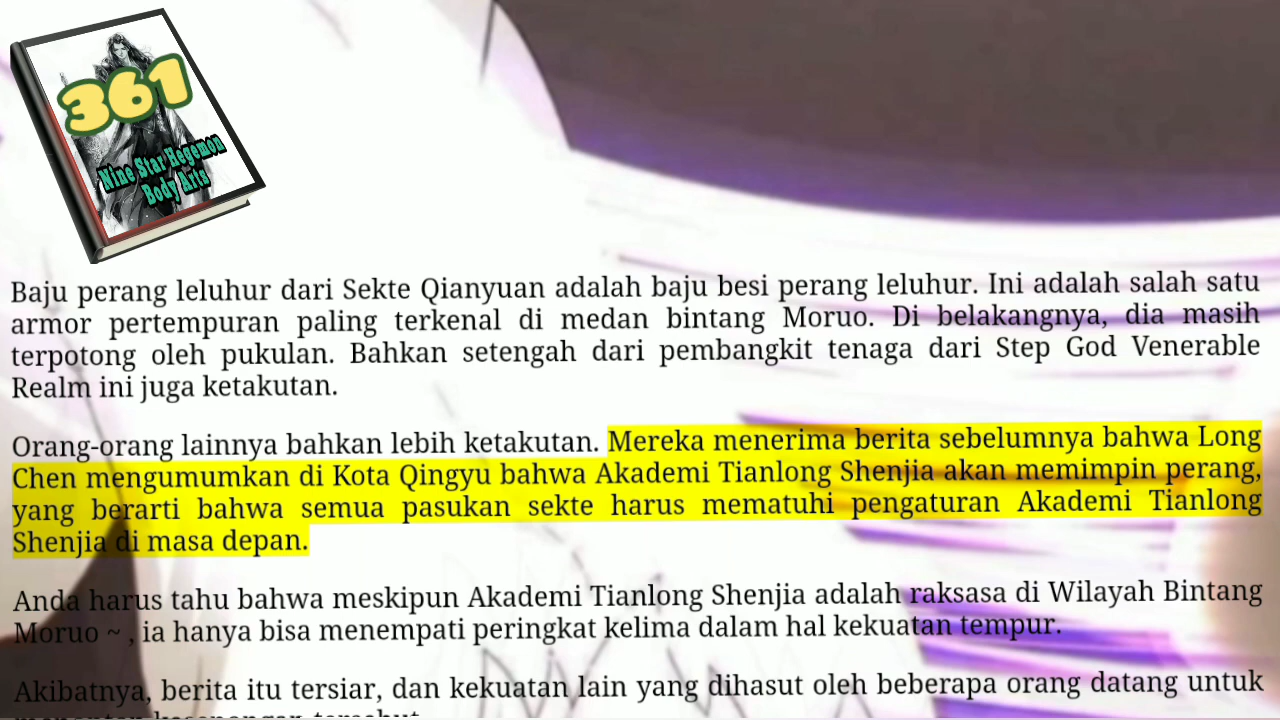 361
Nine Star Hegemon
Body Arts
Baju perang leluhur dari Sekte Qianyuan adalah baju besi perang leluhur. Ini adalah salah satu
armor pertempuran paling terkenal di medan bintang Moruo. Di belakangnya, dia masih
terpotong oleh pukulan. Bahkan setengah dari pembangkit tenaga dari Step God Venerable
Realm ini juga ketakutan.
Orang-orang lainnya bahkan lebih ketakutan. Mereka menerima berita sebelumnya bahwa Long
Chen mengumumkan di Kota Qingyu bahwa Akademi Tianlong Shenjia akan memimpin perang,
yang berarti bahwa semua pasukan sekte harus mematuhi pengaturan Akademi Tianlong
Shenjia di masa depan.
Anda harus tahu bahwa meskipun Akademi Tianlong Shenjia adalah raksasa di Wilayah Bintang
Moruo ~ , ia hanya bisa menempati peringkat kelima dalam hal kekuatan tempur.
Akibatnya, berita itu tersiar, dan kekuatan lain yang dihasut oleh beberapa orang datang untuk